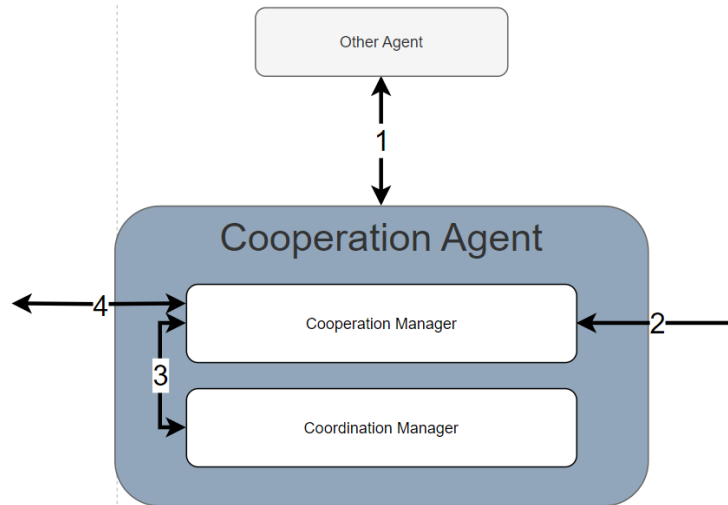 Other Agent
1
Cooperation Agent
4
Cooperation Manager
2
3
Coordination Manager